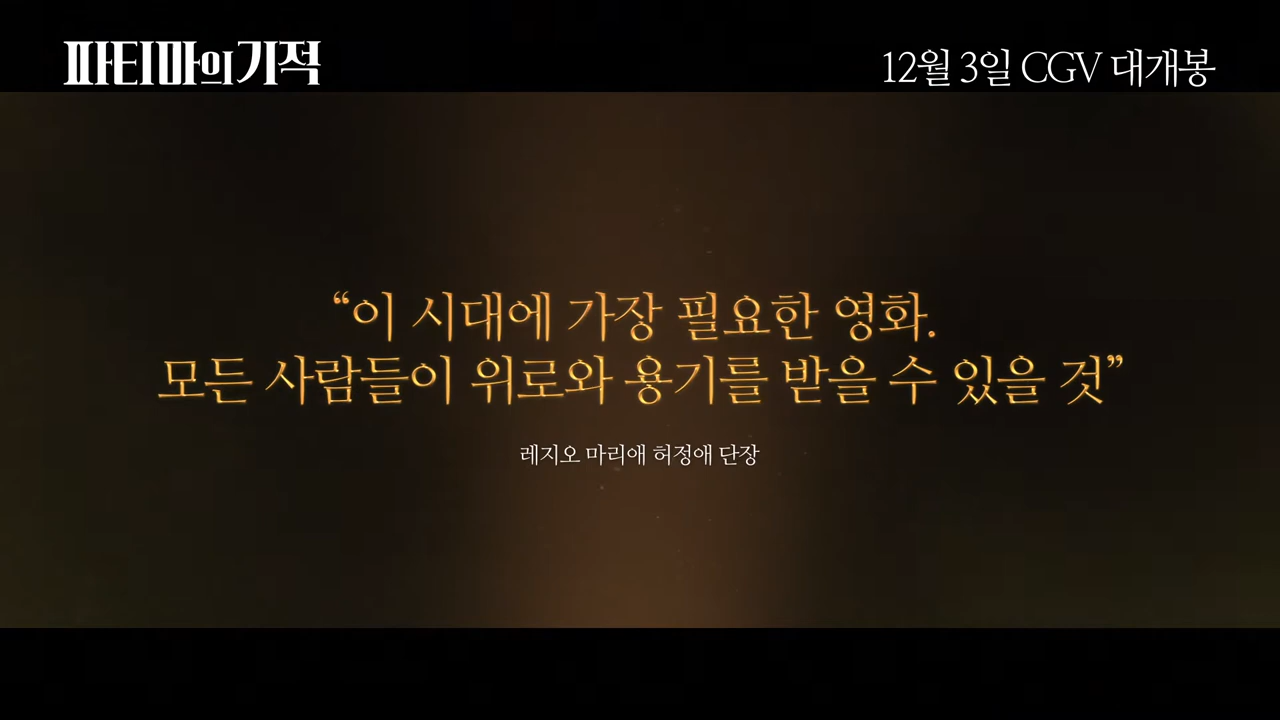 파티마의 기적
12월 3일 CGV 대개봉
“이 시대에 가장 필요한 영화.
모든 사람들이 위로와 용기를 받을 수 있을 것”
레지오 마리애 허정애 단장